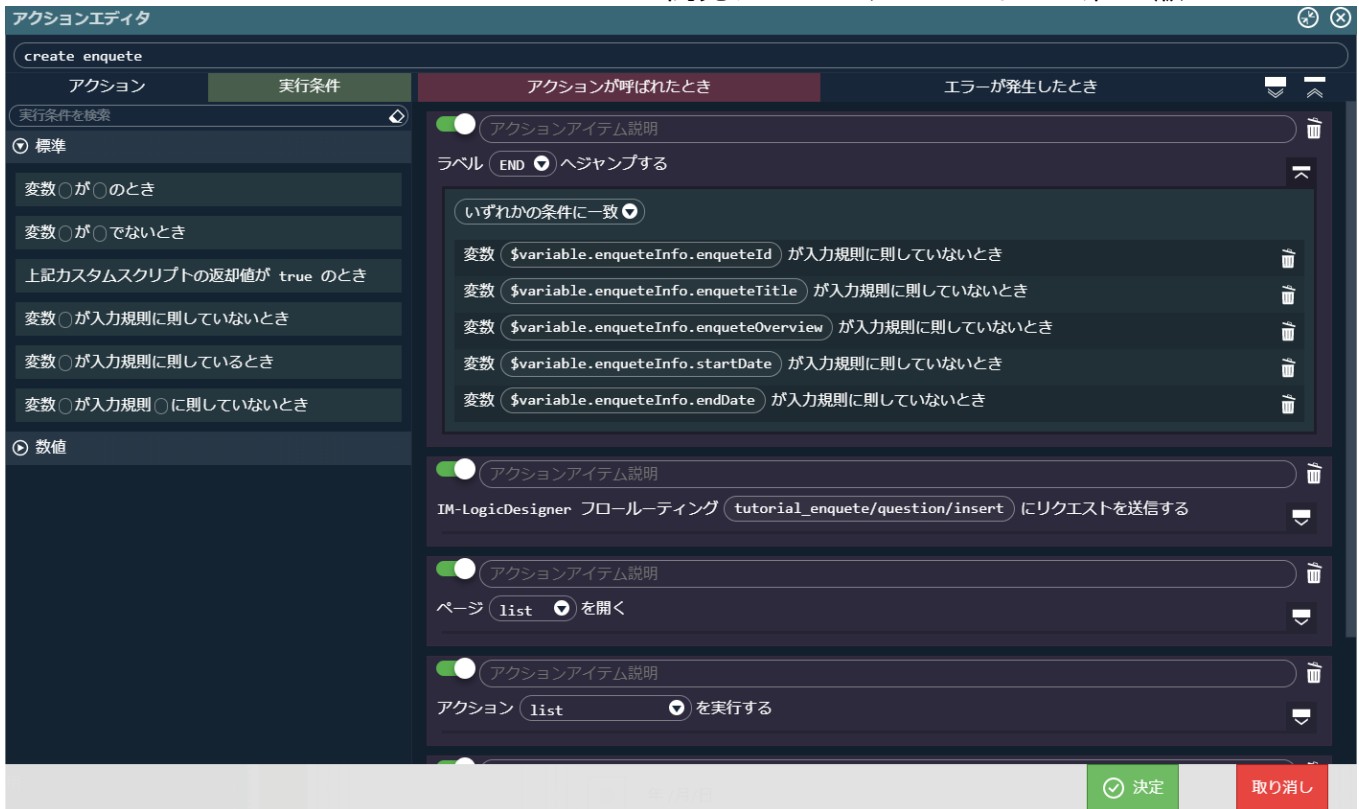 アクションエディタ
create enquete
アクション 実行条件 アクションが呼ばれたとき エラーが発生したとき
実行条件を検索
標準
変数○が○のとき
変数○が○でないとき
上記カスタムスクリプトの返却値が true のとき
変数○が入力規則に則していないとき
変数○が入力規則に則しているとき
変数○が入力規則○に則していないとき
数値
アクションアイテム説明
ラベル END へジャンプする
いずれかの条件に一致
変数 $variable.enqueteInfo.enqueteId が入力規則に則していないとき
変数 $variable.enqueteInfo.enqueteTitle が入力規則に則していないとき
変数 $variable.enqueteInfo.enqueteOverview が入力規則に則していないとき
変数 $variable.enqueteInfo.startDate が入力規則に則していないとき
変数 $variable.enqueteInfo.endDate が入力規則に則していないとき
アクションアイテム説明
IM-LogicDesigner フロールーティング tutorial_enquete/question/insert にリクエストを送信する
アクションアイテム説明
ページ list を開く
アクションアイテム説明
アクション list を実行する
決定 取り消し